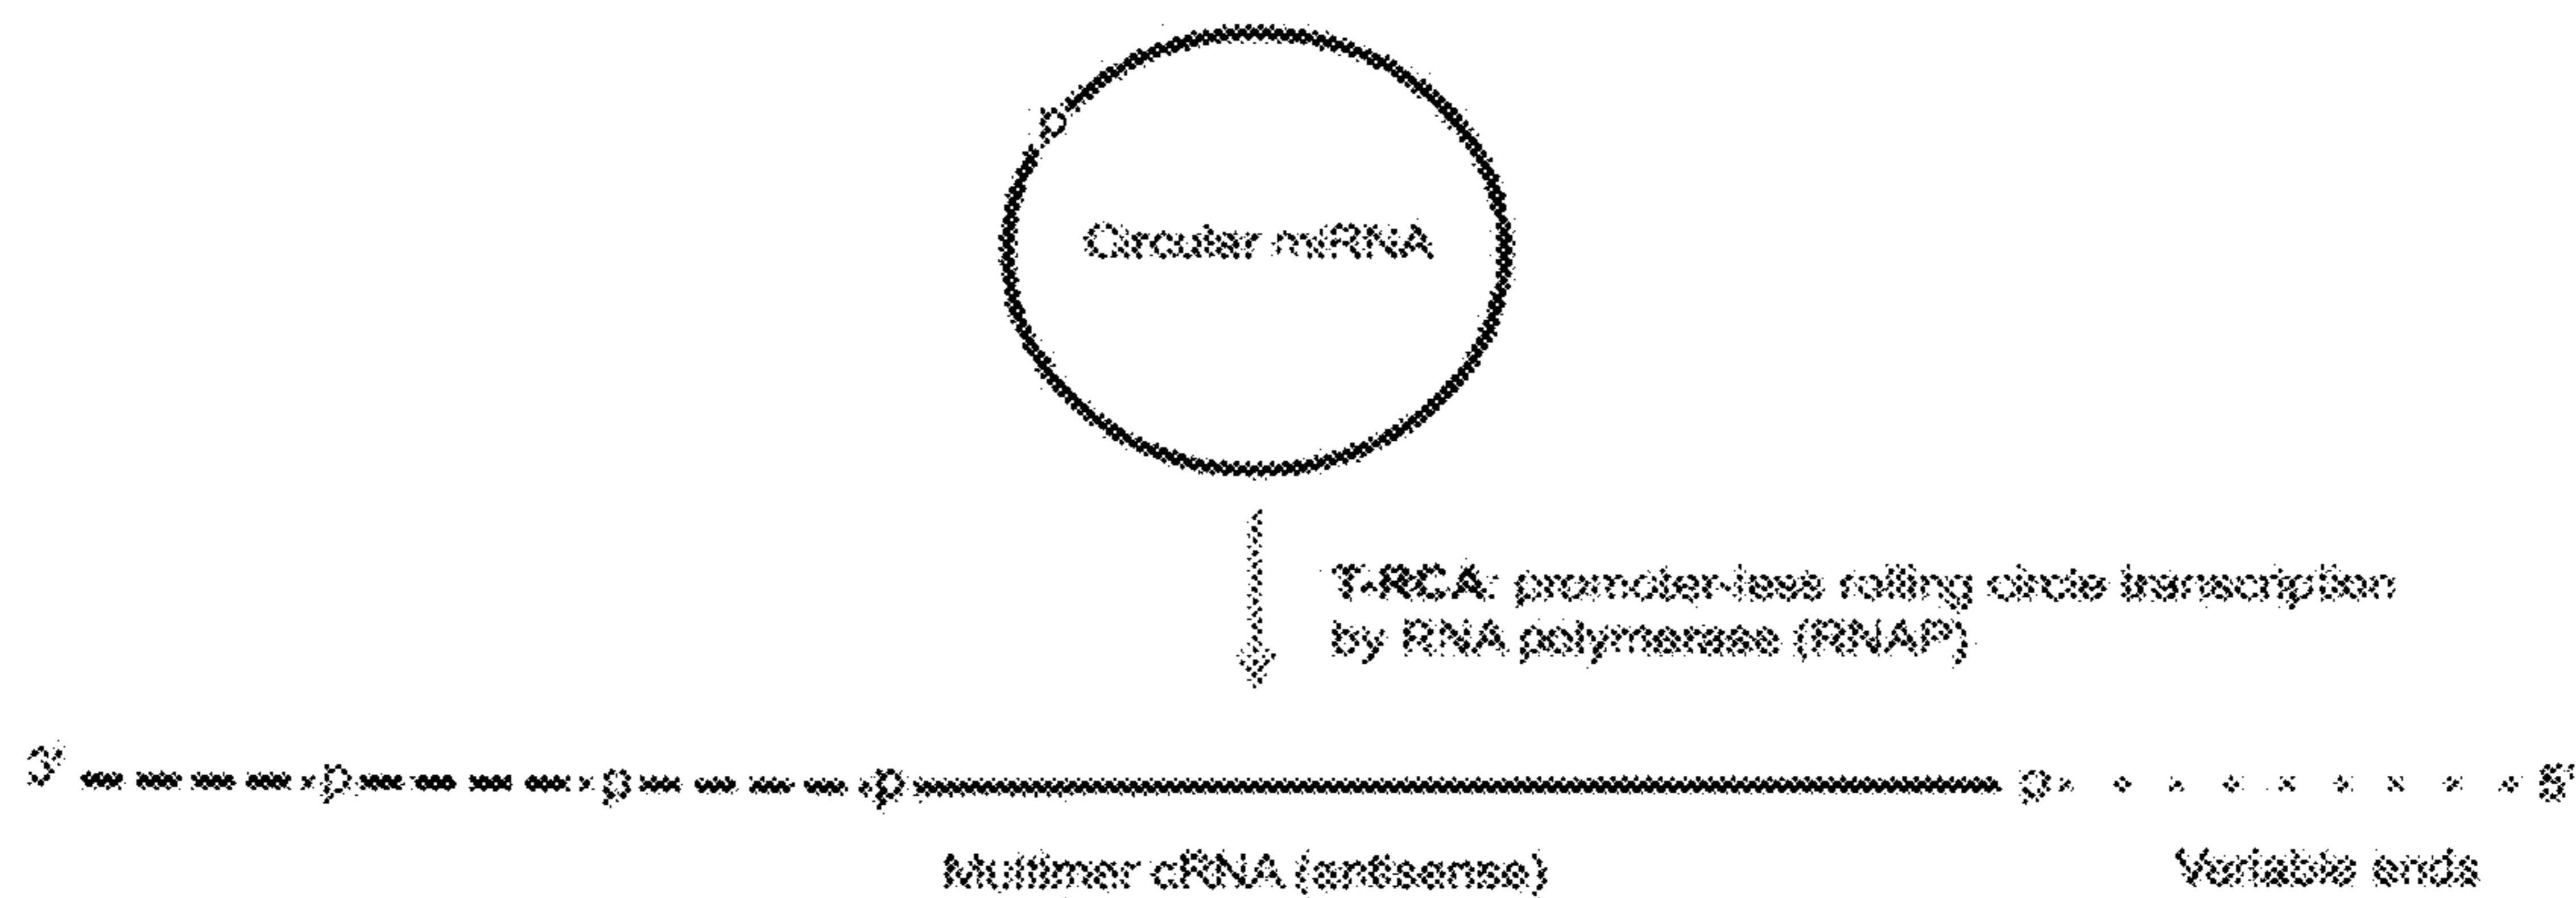 p
Circular miRNA
T-RCA: promoter-less rolling circle transcription
by RNA polymerase (RNAP)
3' p p p p 5'
Multimer cRNA (antisense) Variable ends